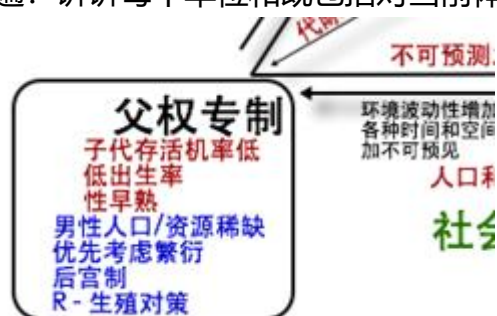 不可预测
父权专制
子代存活机率低
低出生率
性早熟
男性人口/资源稀缺
优先考虑繁衍
后宫制
R - 生殖对策
环境波动性增加
各种时间和空间
加不可预见
人口和
社会